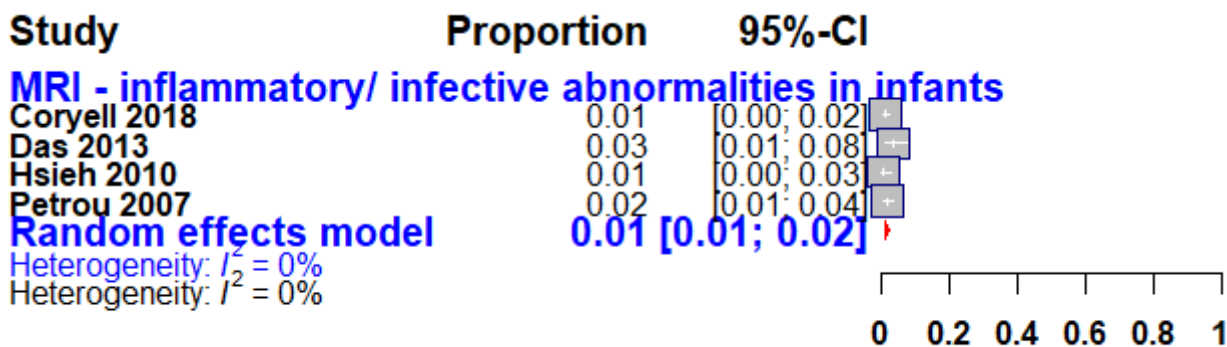 Study Proportion 95%-CI
MRI - inflammatory/ infective abnormalities in infants
Coryell 2018 0.01 [0.00; 0.02]
Das 2013 0.03 [0.01; 0.08]
Hsieh 2010 0.01 [0.00; 0.03]
Petrou 2007 0.02 [0.01; 0.04]
Random effects model 0.01 [0.01; 0.02]
Heterogeneity: I² = 0%
Heterogeneity: I² = 0%
0 0.2 0.4 0.6 0.8 1